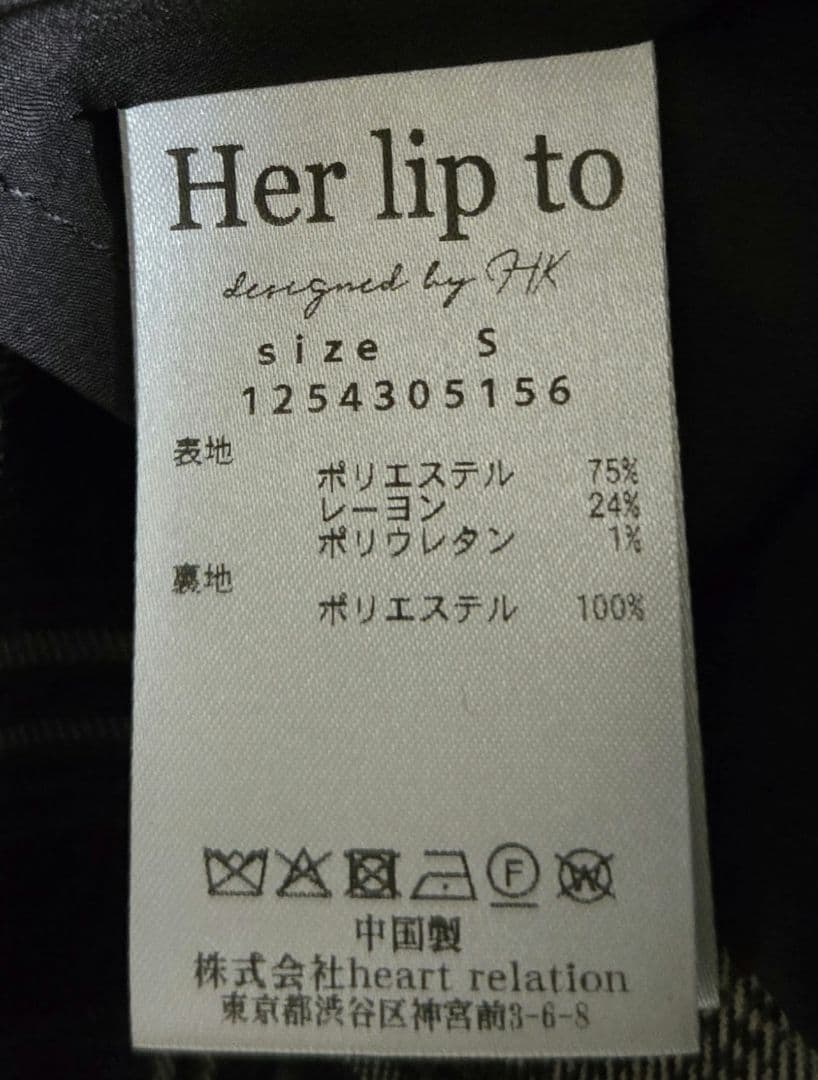 Her lip to
designed by HK
size S
1254305156
表地
ポリエステル 75%
レーヨン 24%
ポリウレタン 1%
裏地
ポリエステル 100%
F W
中国製
株式会社heart relation
東京都渋谷区神宮前3-6-8